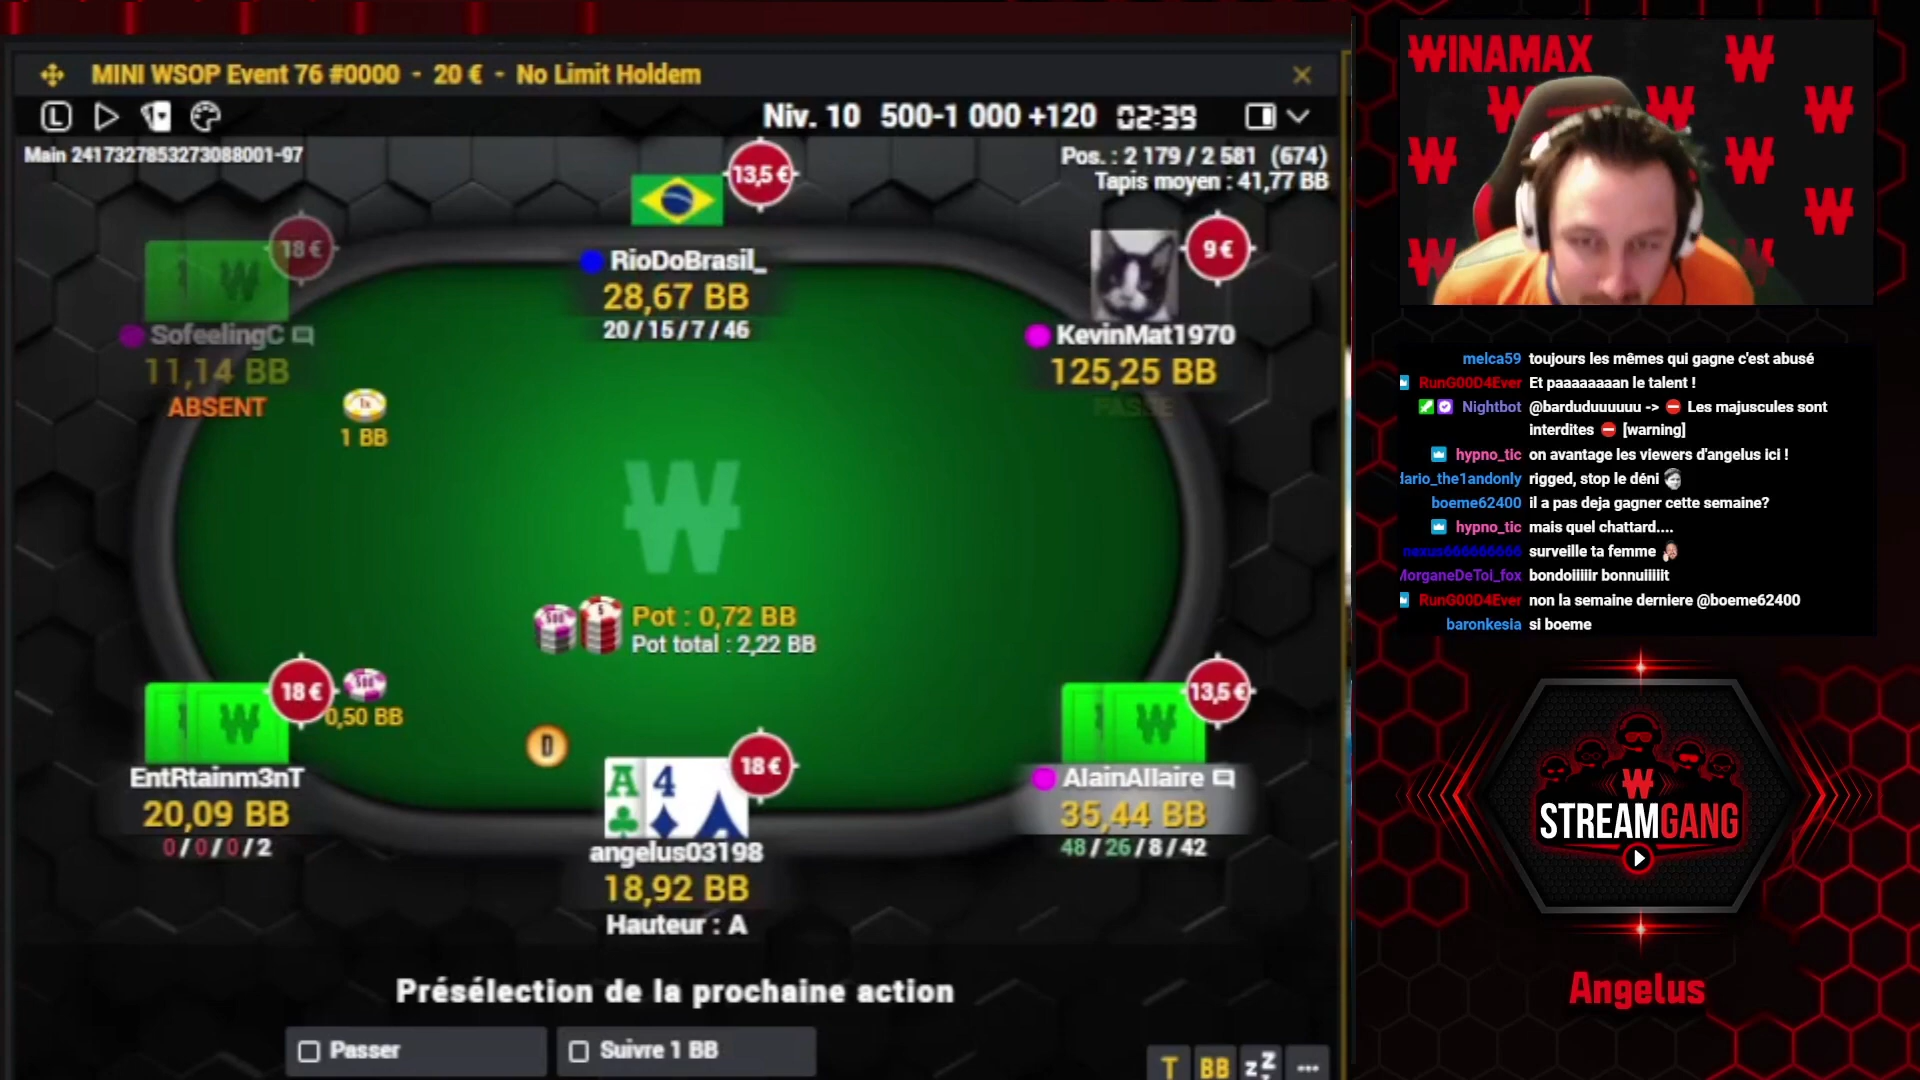 MINI WSOP Event 76 #0000 - 20 € - No Limit Holdem
Niv. 10 500-1 000 +120 02:39
Main 2417327853273088001-97
Pos. : 2 179 / 2 581 (674)
Tapis moyen : 41,77 BB
13,5 €
RioDoBrasil_
28,67 BB
20 / 15 / 7 / 46
18 €
SofeelingC
11,14 BB
ABSENT
1 BB
9 €
KevinMat1970
125,25 BB
PASSE
Pot : 0,72 BB
Pot total : 2,22 BB
18 €
0,50 BB
EntRtainm3nT
20,09 BB
0 / 0 / 0 / 2
D
A 4
18 €
angelus03198
18,92 BB
Hauteur : A
13,5 €
AlainAllaire
35,44 BB
48 / 26 / 8 / 42
Présélection de la prochaine action
Passer
Suivre 1 BB
T BB zZ ...
WINAMAX
melca59 toujours les mêmes qui gagne c'est abusé
RunG00D4Ever Et paaaaaaaan le talent !
Nightbot @barduduuuuuu -> ⛔ Les majuscules sont
interdites ⛔ [warning]
hypno_tic on avantage les viewers d'angelus ici !
dario_the1andonly rigged, stop le déni
boeme62400 il a pas deja gagner cette semaine?
hypno_tic mais quel chattard....
surveille ta femme
MorganeDeToi_fox bondoiiiiir bonnuiiiiit
RunG00D4Ever non la semaine derniere @boeme62400
baronkesia si boeme
STREAMGANG
Angelus